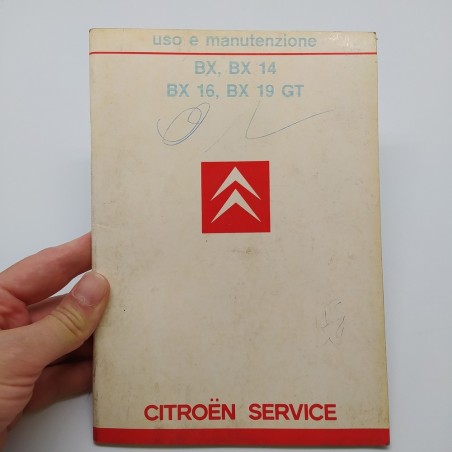 uso e manutenzione
BX, BX 14
BX 16, BX 19 GT
CITROËN SERVICE